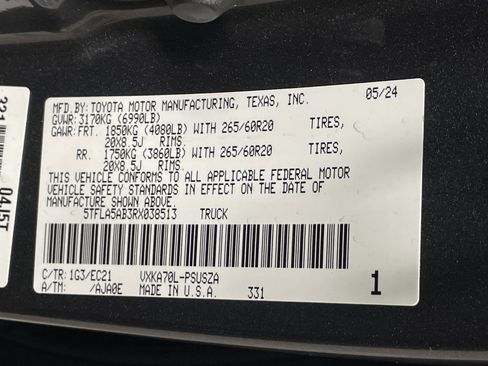 MFD.BY: TOYOTA MOTOR MANUFACTURING, TEXAS, INC. 05/24
GVWR: 3170KG (6990LB)
GAWR: FRT. 1850KG (4080LB) WITH 265/60R20 TIRES,
20X8.5J RIMS.
RR. 1750KG (3860LB) WITH 265/60R20 TIRES,
20X8.5J RIMS.
THIS VEHICLE CONFORMS TO ALL APPLICABLE FEDERAL MOTOR
VEHICLE SAFETY STANDARDS IN EFFECT ON THE DATE OF
MANUFACTURE SHOWN ABOVE.
5TFLA5AB3RX038513 TRUCK
C/TR: 1G3/EC21 VXKA70L-PSUSZA
A/TM: /AJA0E MADE IN U.S.A. 331 1
331
04J5T